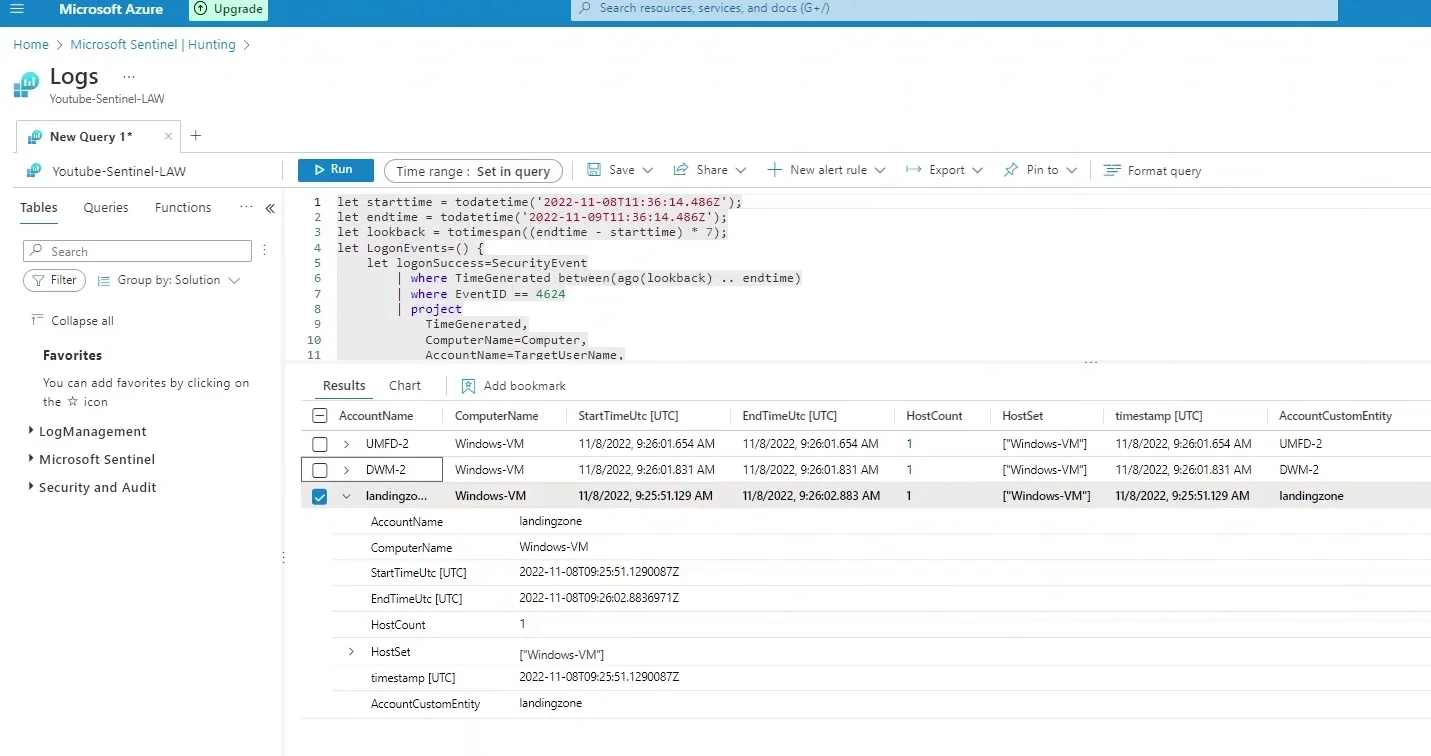 Microsoft Azure Upgrade Search resources, services, and docs (G+/)
Home > Microsoft Sentinel | Hunting >
Logs ...
Youtube-Sentinel-LAW
New Query 1* × +
Youtube-Sentinel-LAW Run Time range : Set in query Save Share New alert rule Export Pin to Format query
Tables Queries Functions ... «
Search
Filter Group by: Solution
Collapse all
Favorites
You can add favorites by clicking on
the ☆ icon
LogManagement
Microsoft Sentinel
Security and Audit
1 let starttime = todatetime('2022-11-08T11:36:14.486Z');
2 let endtime = todatetime('2022-11-09T11:36:14.486Z');
3 let lookback = totimespan((endtime - starttime) * 7);
4 let LogonEvents=() {
5 let logonSuccess=SecurityEvent
6 | where TimeGenerated between(ago(lookback) .. endtime)
7 | where EventID == 4624
8 | project
9 TimeGenerated,
10 ComputerName=Computer,
11 AccountName=TargetUserName,
...
Results Chart Add bookmark
AccountName ComputerName StartTimeUtc [UTC] EndTimeUtc [UTC] HostCount HostSet timestamp [UTC] AccountCustomEntity
> UMFD-2 Windows-VM 11/8/2022, 9:26:01.654 AM 11/8/2022, 9:26:01.654 AM 1 ["Windows-VM"] 11/8/2022, 9:26:01.654 AM UMFD-2
> DWM-2 Windows-VM 11/8/2022, 9:26:01.831 AM 11/8/2022, 9:26:01.831 AM 1 ["Windows-VM"] 11/8/2022, 9:26:01.831 AM DWM-2
landingzo... Windows-VM 11/8/2022, 9:25:51.129 AM 11/8/2022, 9:26:02.883 AM 1 ["Windows-VM"] 11/8/2022, 9:25:51.129 AM landingzone
AccountName landingzone
ComputerName Windows-VM
StartTimeUtc [UTC] 2022-11-08T09:25:51.1290087Z
EndTimeUtc [UTC] 2022-11-08T09:26:02.8836971Z
HostCount 1
> HostSet ["Windows-VM"]
timestamp [UTC] 2022-11-08T09:25:51.1290087Z
AccountCustomEntity landingzone